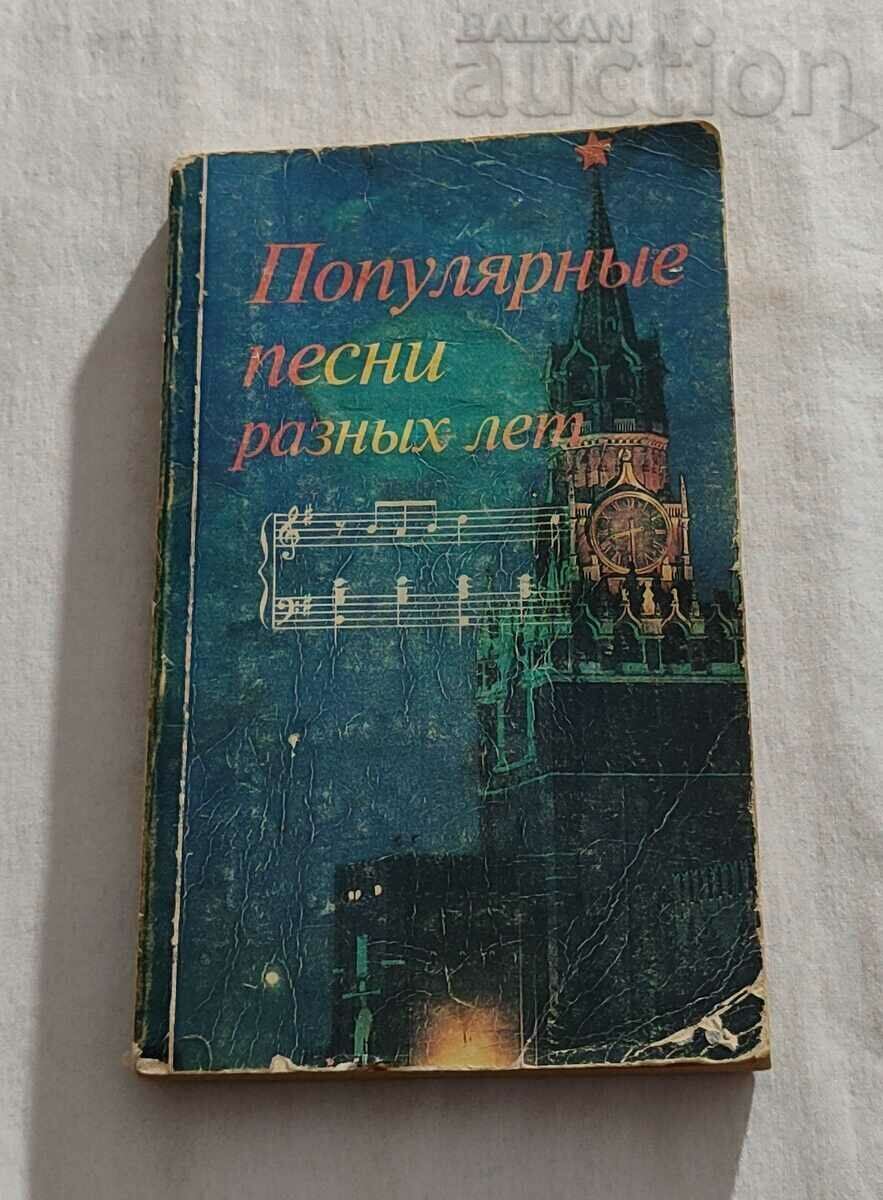 BALKAN
auction
Популярные
песни
разных лет